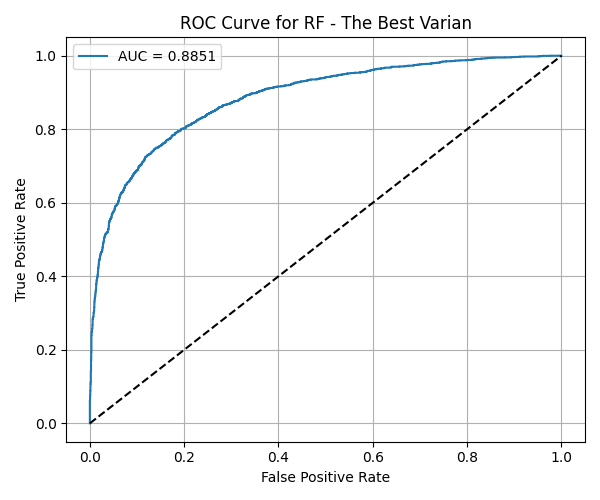 ROC Curve for RF - The Best Varian
AUC = 0.8851
True Positive Rate
1.0
0.8
0.6
0.4
0.2
0.0
0.0 0.2 0.4 0.6 0.8 1.0
False Positive Rate